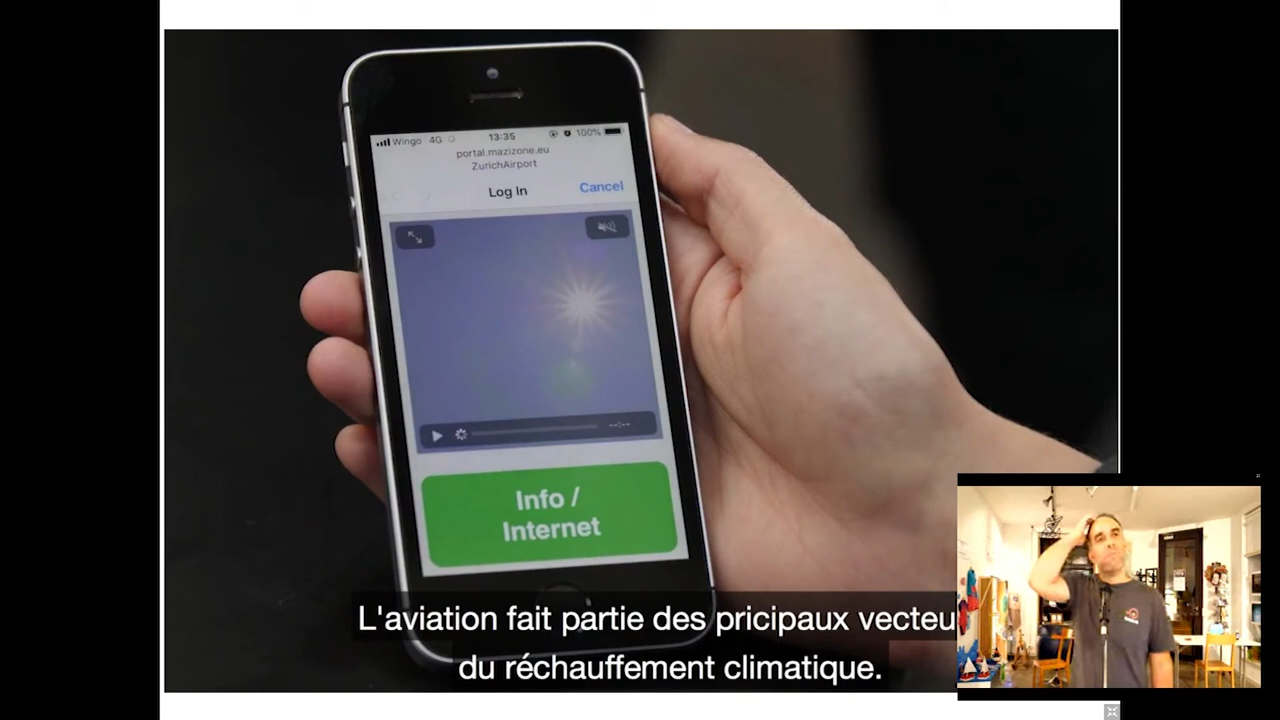 Wingo 4G 13:35 100%
portal.mazizone.eu
ZurichAirport
Log In Cancel
--:--
Info /
Internet
L'aviation fait partie des pricipaux vecteu
du réchauffement climatique.